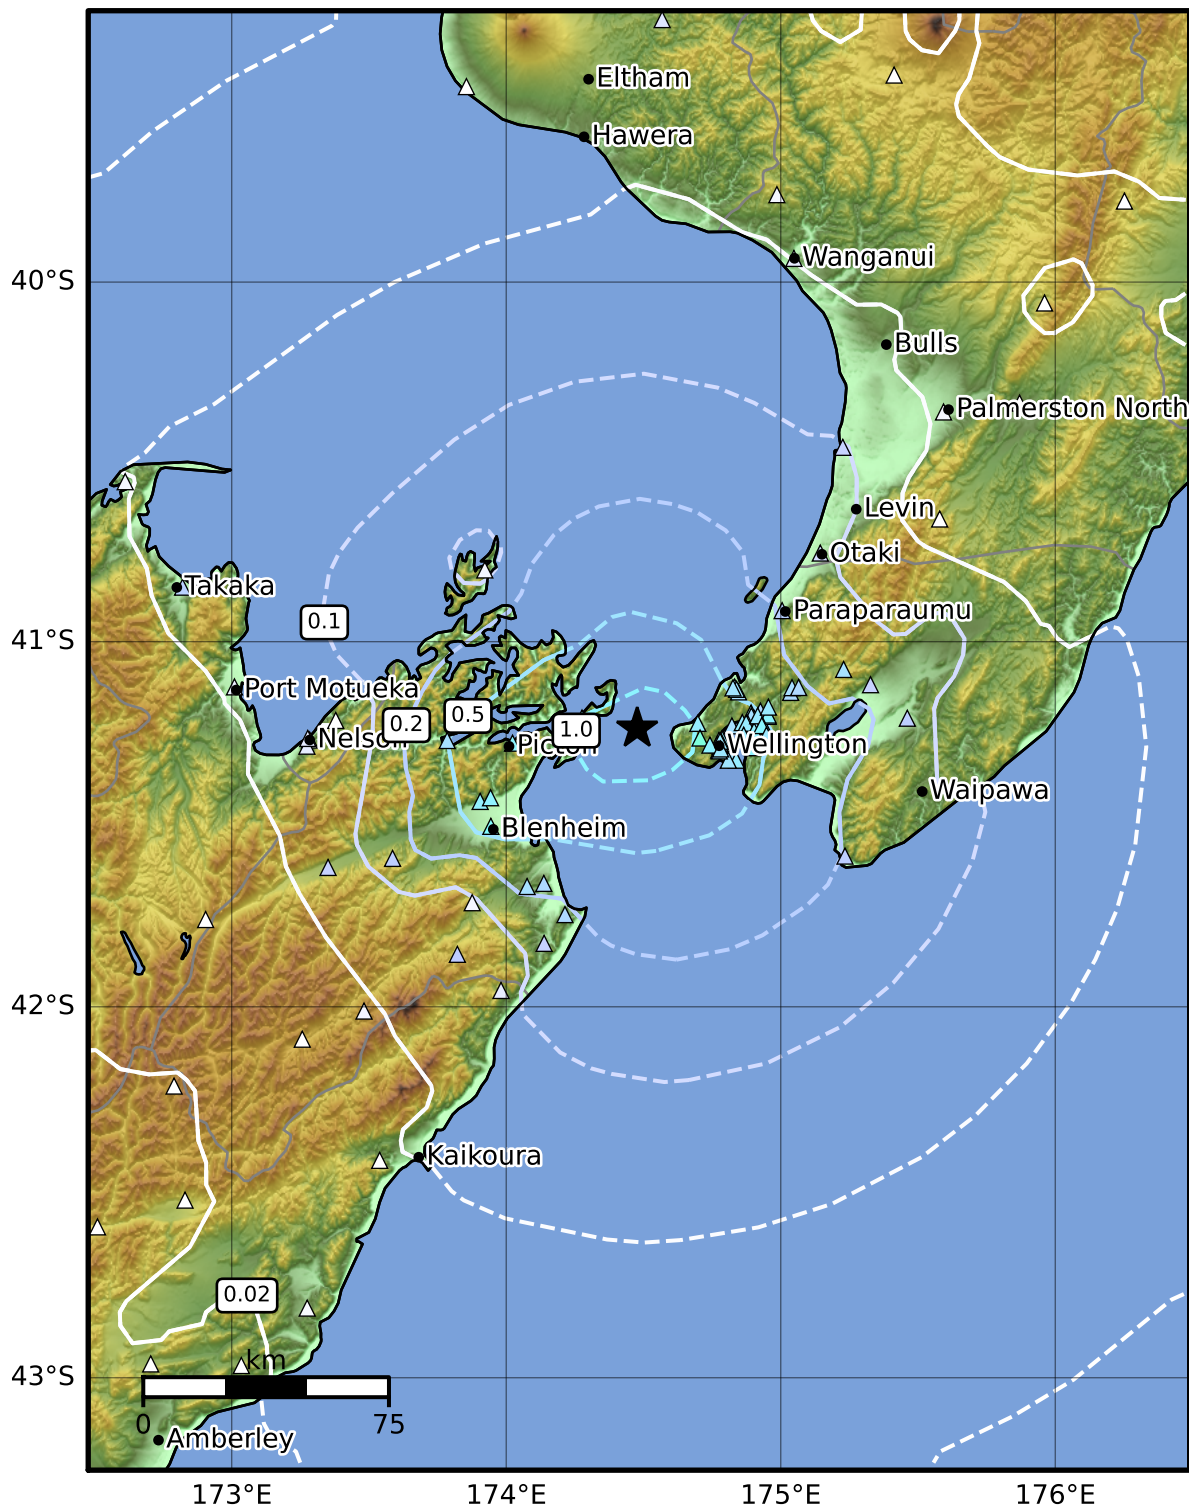 Eltham
Hawera
Wanganui
40°S
Bulls
Palmerston North
Levin
Otaki
Takaka
Paraparaumu
0.1
41°S
Port Motueka
0.2
0.5
1.0
Nelson
Picton
Wellington
Waipawa
Blenheim
42°S
Kaikoura
0.02
km
43°S
0
75
Amberley
173°E
174°E
175°E
176°E